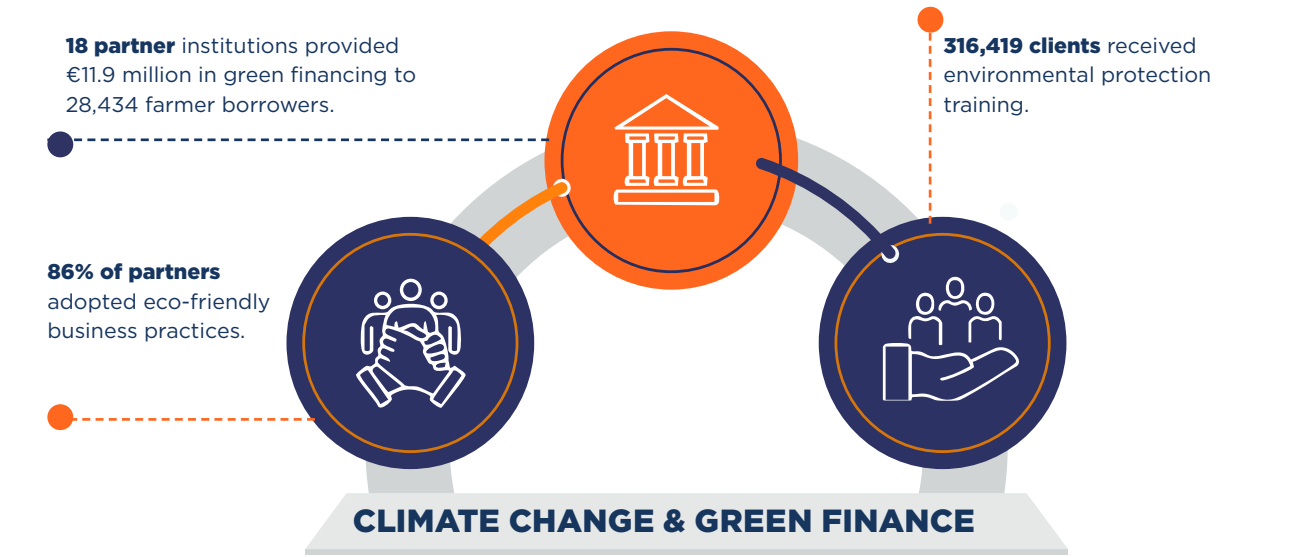 18 partner institutions provided
€11.9 million in green financing to
28,434 farmer borrowers.
316,419 clients received
environmental protection
training.
86% of partners
adopted eco-friendly
business practices.
CLIMATE CHANGE & GREEN FINANCE